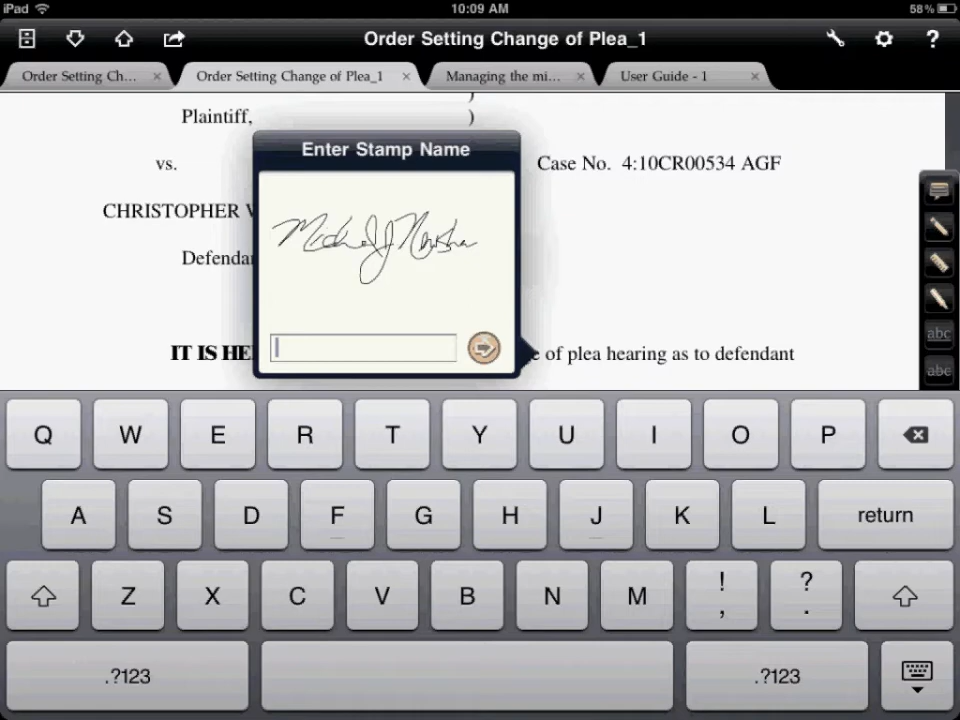 iPad 10:09 AM 58%
Order Setting Change of Plea_1 ?
Order Setting Ch... × Order Setting Change of Plea_1 × Managing the mi... × User Guide - 1 ×
)
Plaintiff, )
Enter Stamp Name
vs. Case No. 4:10CR00534 AGF
CHRISTOPHER
Defenda
IT IS HE e of plea hearing as to defendant
abc
abc
Q W E R T Y U I O P
A S D F G H J K L return
Z X C V B N M ! , ? .
.?123 .?123